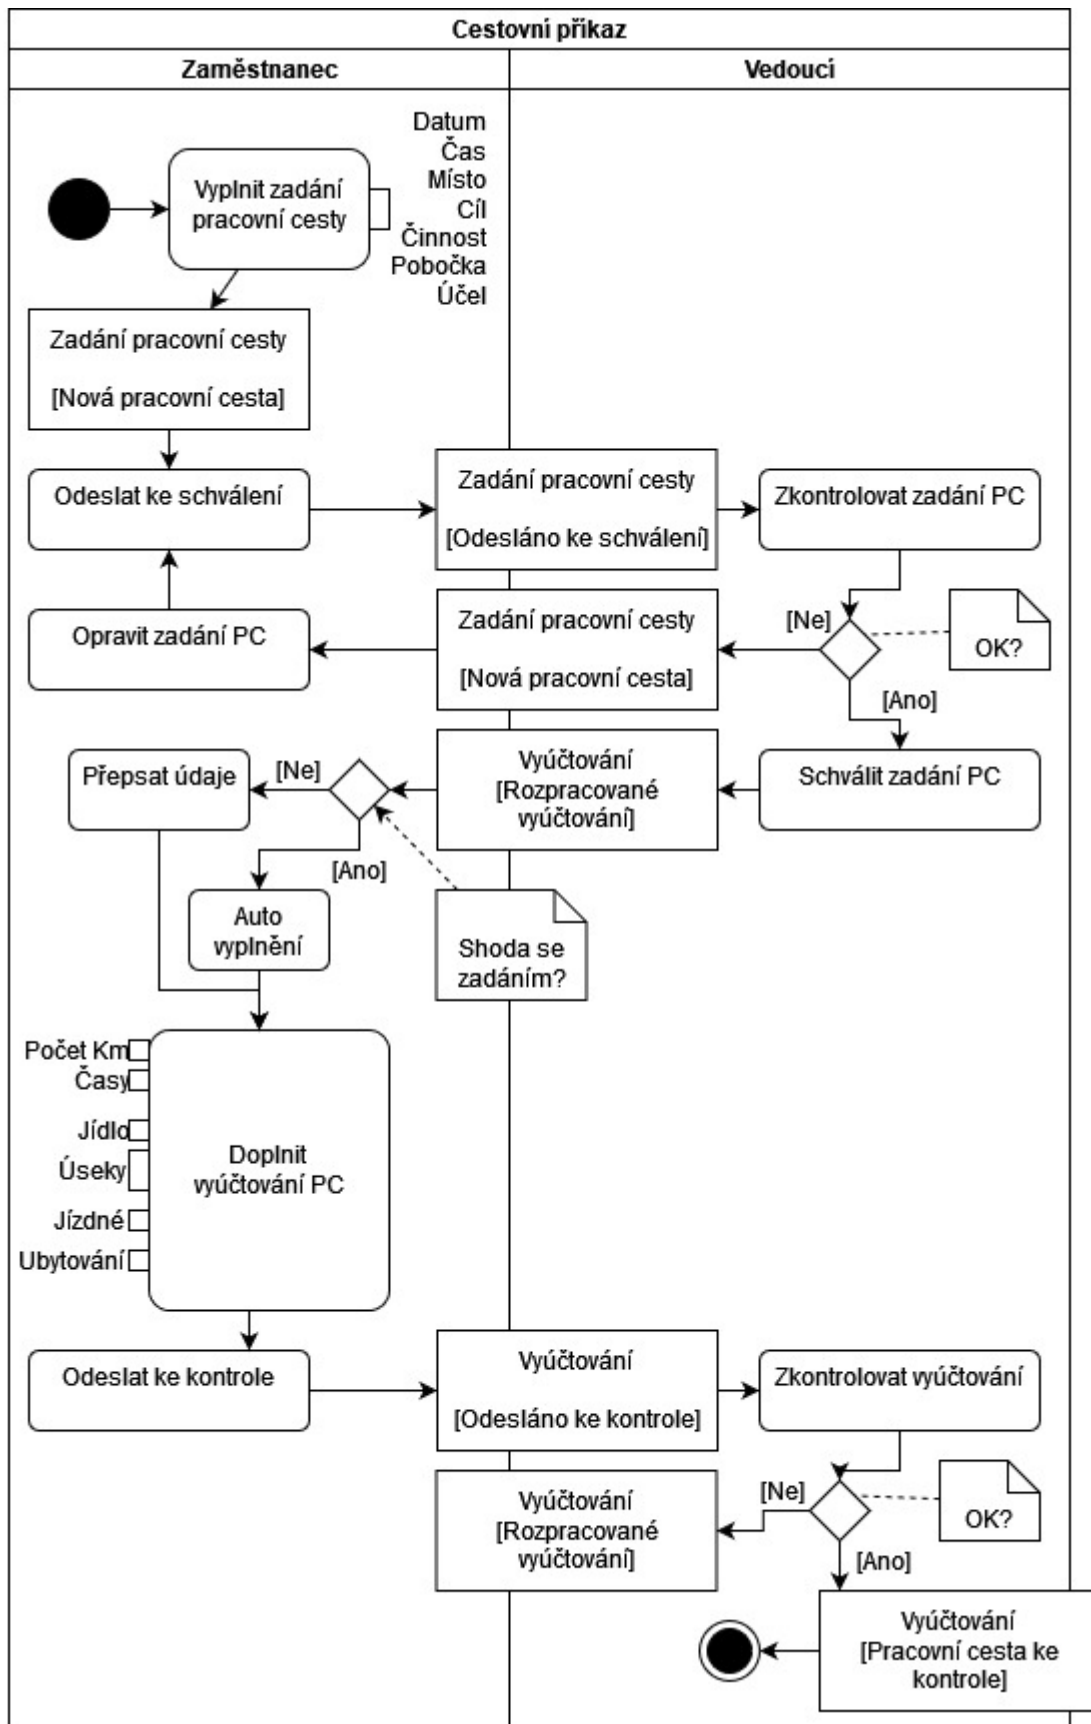 Cestovní příkaz
Zaměstnanec
Vedoucí
Datum
Čas
Místo
Cíl
Činnost
Pobočka
Účel
Vyplnit zadání
pracovní cesty
Zadání pracovní cesty
[Nová pracovní cesta]
Odeslat ke schválení
Zadání pracovní cesty
[Odesláno ke schválení]
Zkontrolovat zadání PC
Opravit zadání PC
Zadání pracovní cesty
[Nová pracovní cesta]
[Ne]
OK?
[Ano]
Přepsat údaje
[Ne]
Vyúčtování
[Rozpracované
vyúčtování]
Schválit zadání PC
[Ano]
Auto
vyplnění
Shoda se
zadáním?
Počet Km
Časy
Jídlo
Úseky
Jízdné
Ubytování
Doplnit
vyúčtování PC
Odeslat ke kontrole
Vyúčtování
[Odesláno ke kontrole]
Zkontrolovat vyúčtování
Vyúčtování
[Rozpracované
vyúčtování]
[Ne]
OK?
[Ano]
Vyúčtování
[Pracovní cesta ke
kontrole]